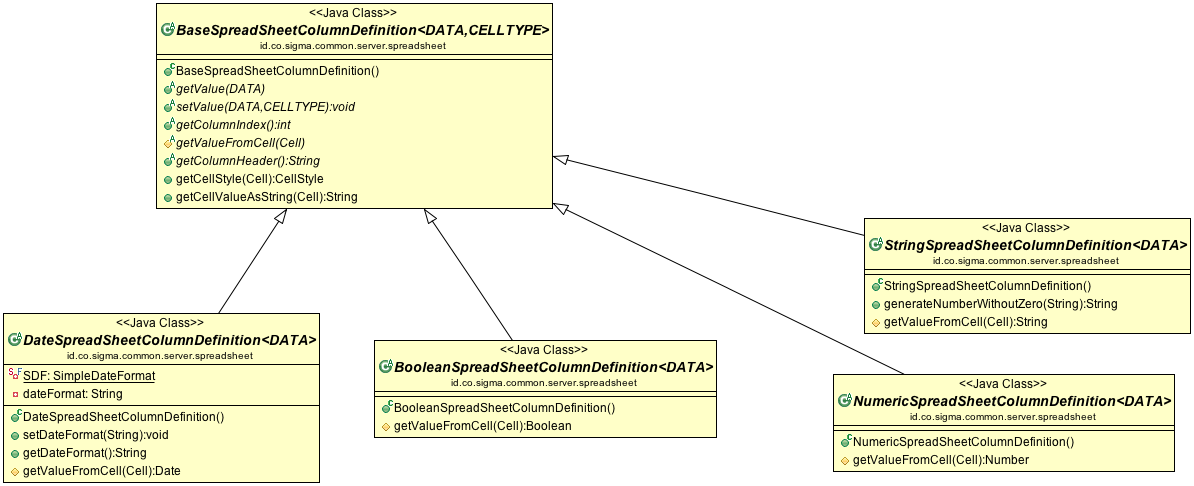 <<Java Class>>
BaseSpreadSheetColumnDefinition<DATA,CELLTYPE>
id.co.sigma.common.server.spreadsheet
BaseSpreadSheetColumnDefinition()
getValue(DATA)
setValue(DATA,CELLTYPE):void
getColumnIndex():int
getValueFromCell(Cell)
getColumnHeader():String
getCellStyle(Cell):CellStyle
getCellValueAsString(Cell):String
<<Java Class>>
StringSpreadSheetColumnDefinition<DATA>
id.co.sigma.common.server.spreadsheet
StringSpreadSheetColumnDefinition()
generateNumberWithoutZero(String):String
getValueFromCell(Cell):String
<<Java Class>>
DateSpreadSheetColumnDefinition<DATA>
id.co.sigma.common.server.spreadsheet
SDF: SimpleDateFormat
dateFormat: String
DateSpreadSheetColumnDefinition()
setDateFormat(String):void
getDateFormat():String
getValueFromCell(Cell):Date
<<Java Class>>
BooleanSpreadSheetColumnDefinition<DATA>
id.co.sigma.common.server.spreadsheet
BooleanSpreadSheetColumnDefinition()
getValueFromCell(Cell):Boolean
<<Java Class>>
NumericSpreadSheetColumnDefinition<DATA>
id.co.sigma.common.server.spreadsheet
NumericSpreadSheetColumnDefinition()
getValueFromCell(Cell):Number